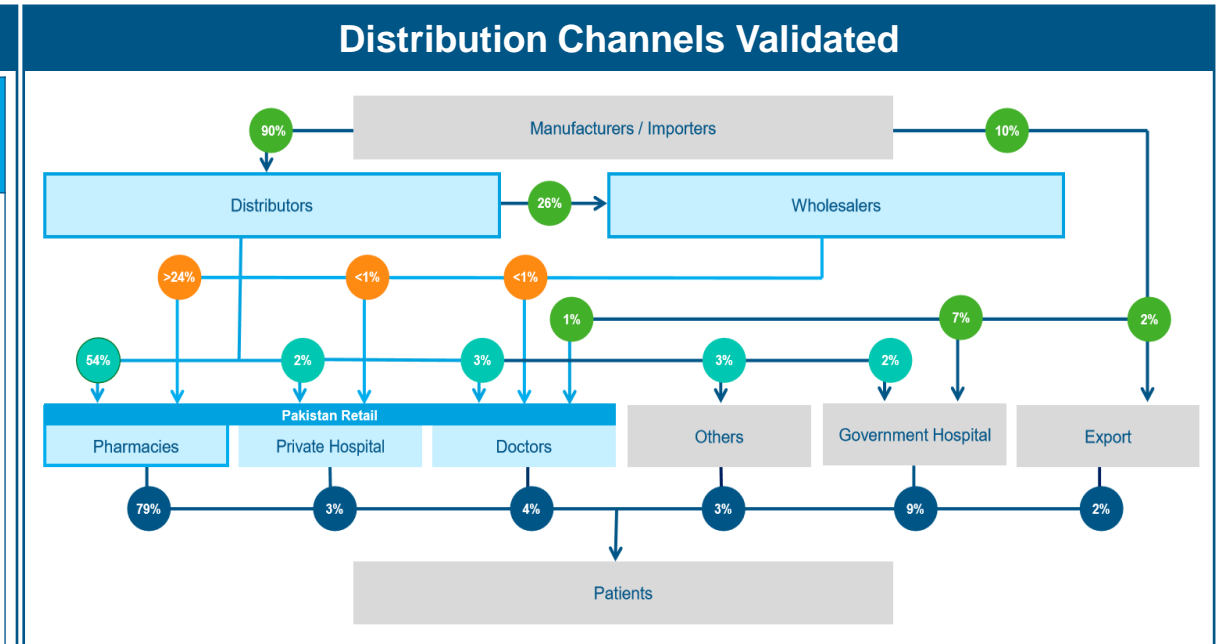 Distribution Channels Validated
Manufacturers / Importers
90%
10%
Distributors
26%
Wholesalers
>24%
<1%
<1%
1%
7%
2%
54%
2%
3%
3%
2%
Pakistan Retail
Pharmacies
Private Hospital
Doctors
Others
Government Hospital
Export
79%
3%
4%
3%
9%
2%
Patients